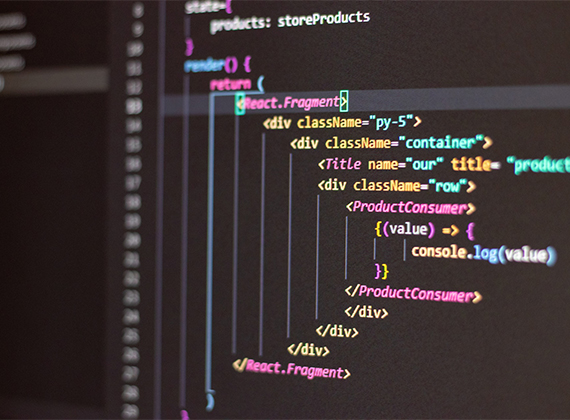 state={
products: storeProducts
}
render() {
return (
<React.Fragment>
<div className="py-5">
<div className="container">
<Title name="our" title= "product
<div className="row">
<ProductConsumer>
{(value) => {
console.log(value)
}}
</ProductConsumer>
</div>
</div>
</div>
</React.Fragment>
)
}